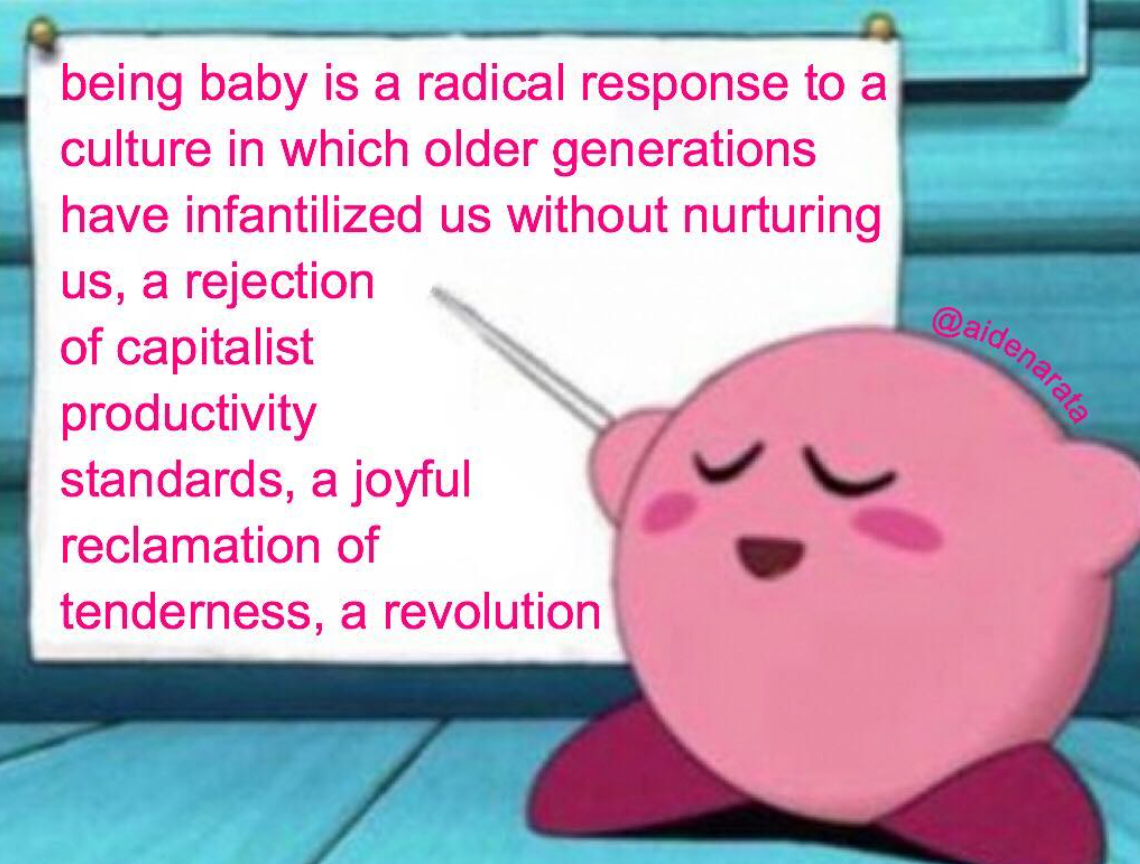 being baby is a radical response to a
culture in which older generations
have infantilized us without nurturing
us, a rejection
of capitalist
productivity
standards, a joyful
reclamation of
tenderness, a revolution
@aidenarata